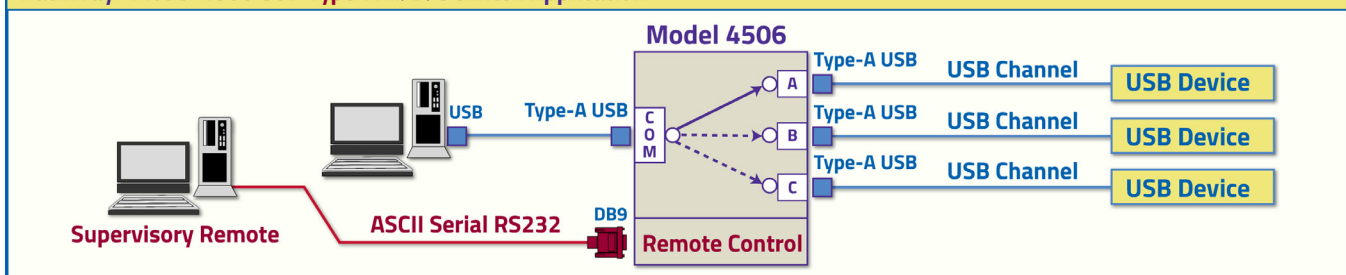 Model 4506
Type-A USB
USB Channel
USB Device
A
USB
Type-A USB
C
O
M
Type-A USB
USB Channel
USB Device
B
Type-A USB
USB Channel
USB Device
C
Supervisory Remote
ASCII Serial RS232
DB9
Remote Control